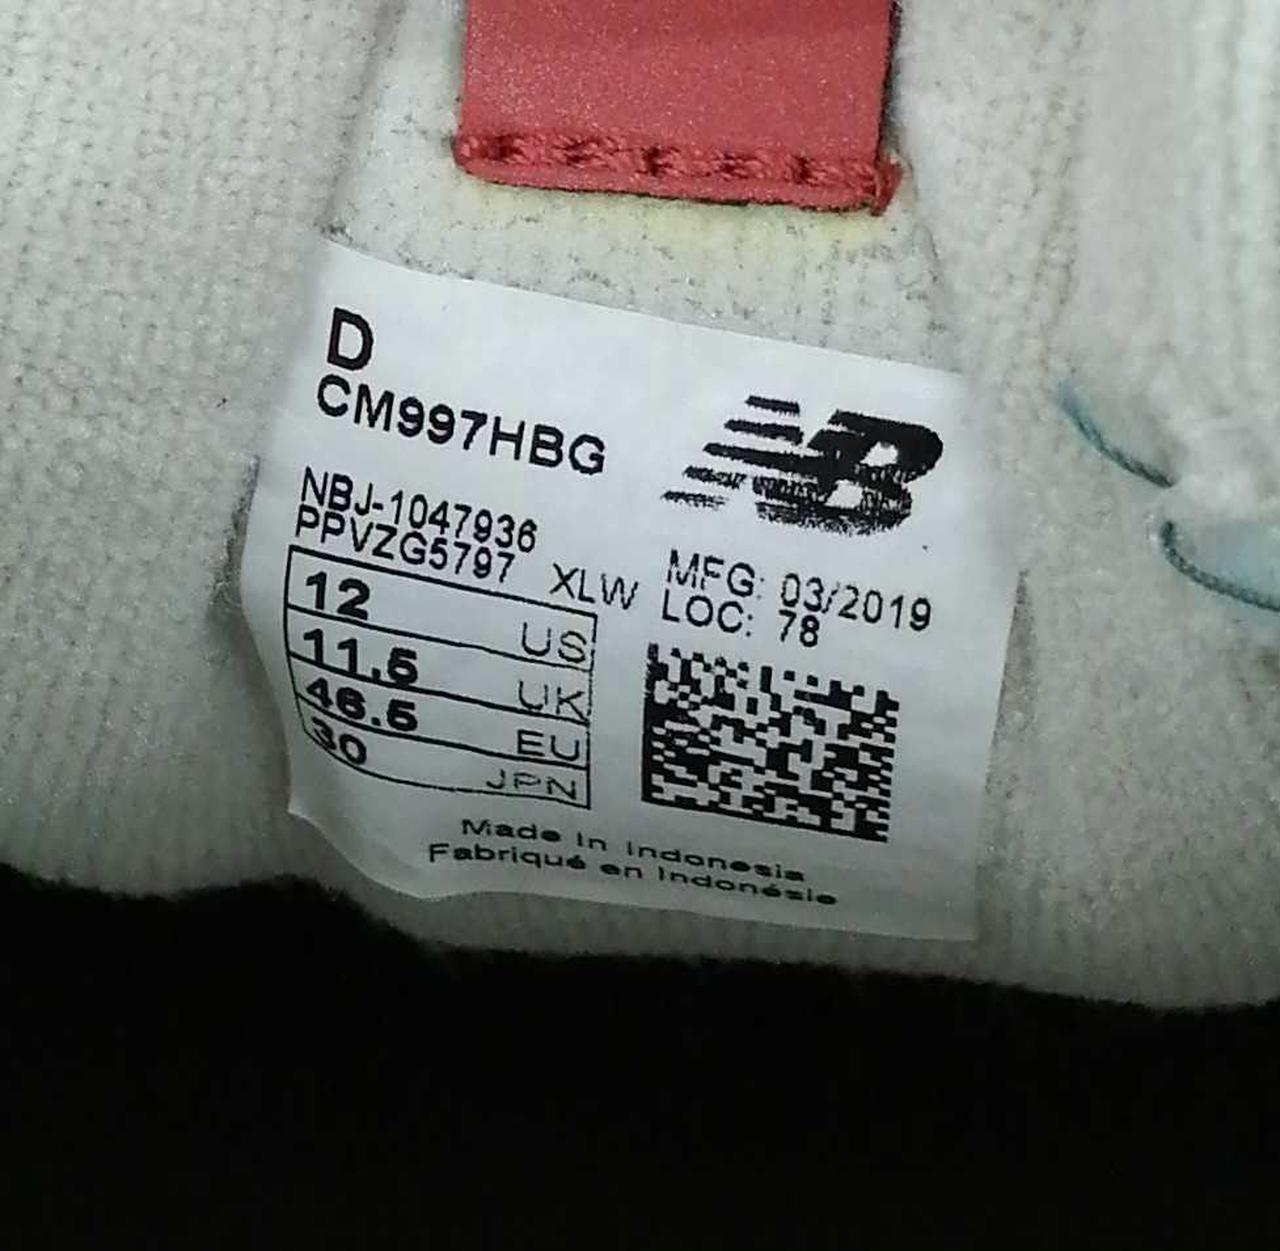 D
CM997HBG
NB
NBJ-1047936
PPVZG5797 XLW
MFG: 03/2019
LOC: 78
12 US
11.5 UK
46.5 EU
30 JPN
Made in Indonesia
Fabriqué en Indonésie